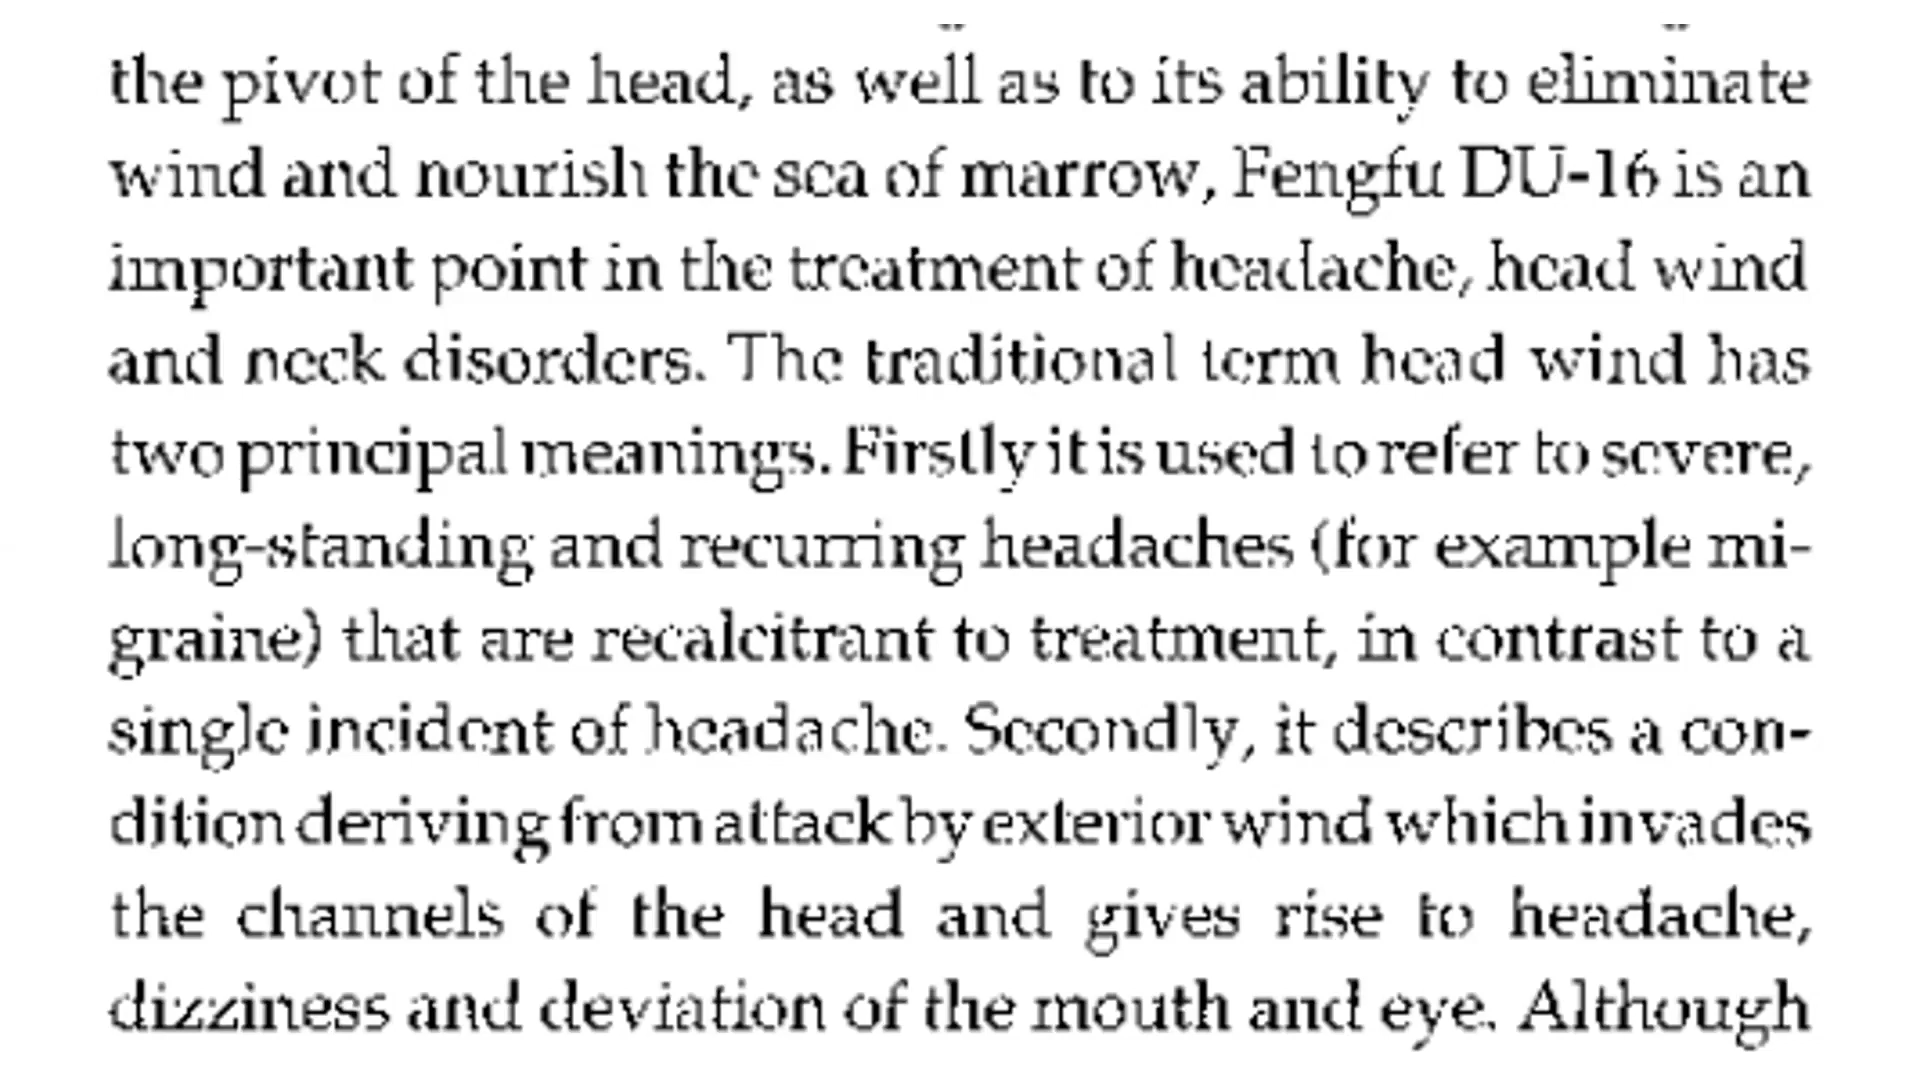 the pivot of the head, as well as to its ability to eliminate
wind and nourish the sea of marrow, Fengfu DU-16 is an
important point in the treatment of headache, head wind
and neck disorders. The traditional term head wind has
two principal meanings. Firstly it is used to refer to severe,
long-standing and recurring headaches (for example mi-
graine) that are recalcitrant to treatment, in contrast to a
single incident of headache. Secondly, it describes a con-
dition deriving from attack by exterior wind which invades
the channels of the head and gives rise to headache,
dizziness and deviation of the mouth and eye. Although